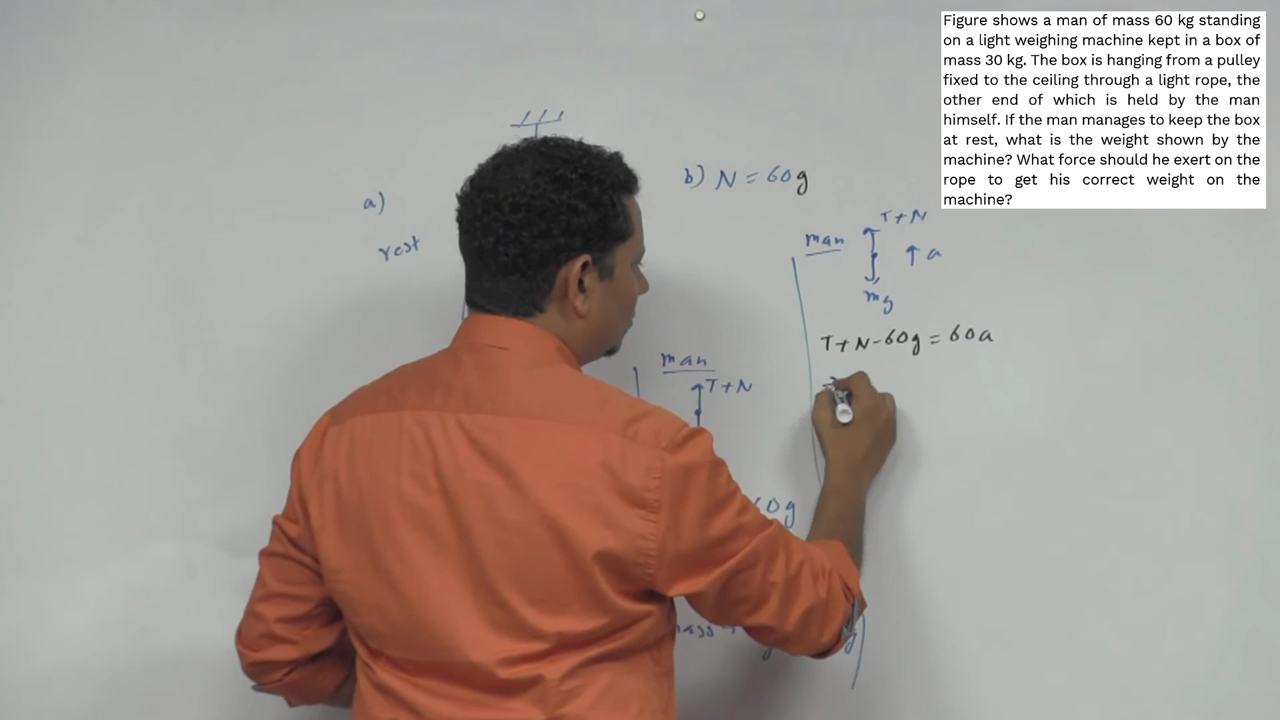 Figure shows a man of mass 60 kg standing
on a light weighing machine kept in a box of
mass 30 kg. The box is hanging from a pulley
fixed to the ceiling through a light rope, the
other end of which is held by the man
himself. If the man manages to keep the box
at rest, what is the weight shown by the
machine? What force should he exert on the
rope to get his correct weight on the
machine?
a)
rest
b) N = 60g
man
T+N
a
mg
T+N-60g = 60a
man
T+N